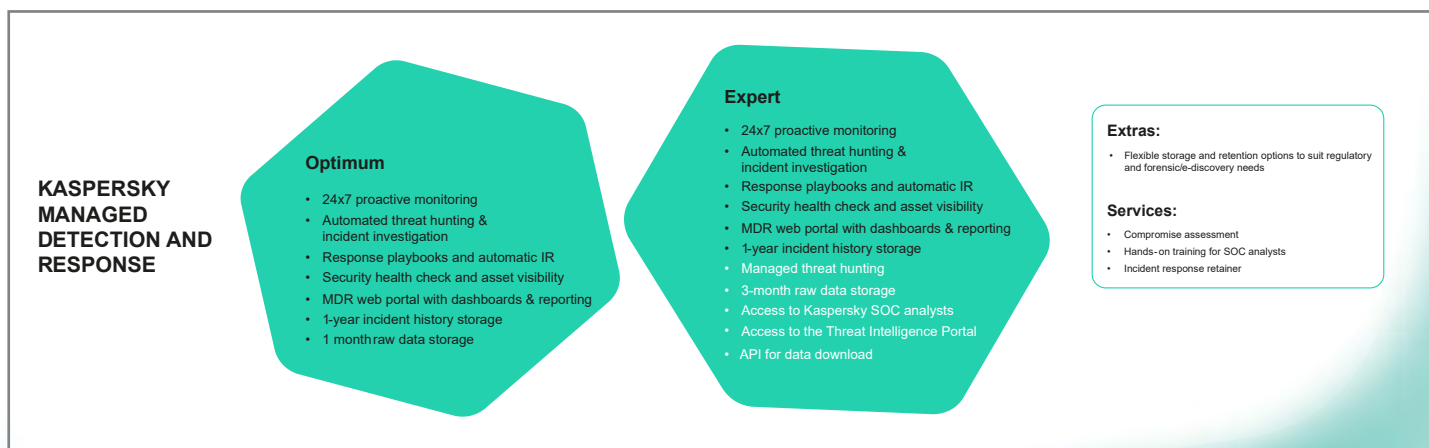 KASPERSKY
MANAGED
DETECTION AND
RESPONSE
Optimum
• 24x7 proactive monitoring
• Automated threat hunting &
incident investigation
• Response playbooks and automatic IR
• Security health check and asset visibility
• MDR web portal with dashboards & reporting
• 1-year incident history storage
• 1 month raw data storage
Expert
• 24x7 proactive monitoring
• Automated threat hunting &
incident investigation
• Response playbooks and automatic IR
• Security health check and asset visibility
• MDR web portal with dashboards & reporting
• 1-year incident history storage
• Managed threat hunting
• 3-month raw data storage
• Access to Kaspersky SOC analysts
• Access to the Threat Intelligence Portal
• API for data download
Extras:
• Flexible storage and retention options to suit regulatory
and forensic/e-discovery needs
Services:
• Compromise assessment
• Hands-on training for SOC analysts
• Incident response retainer